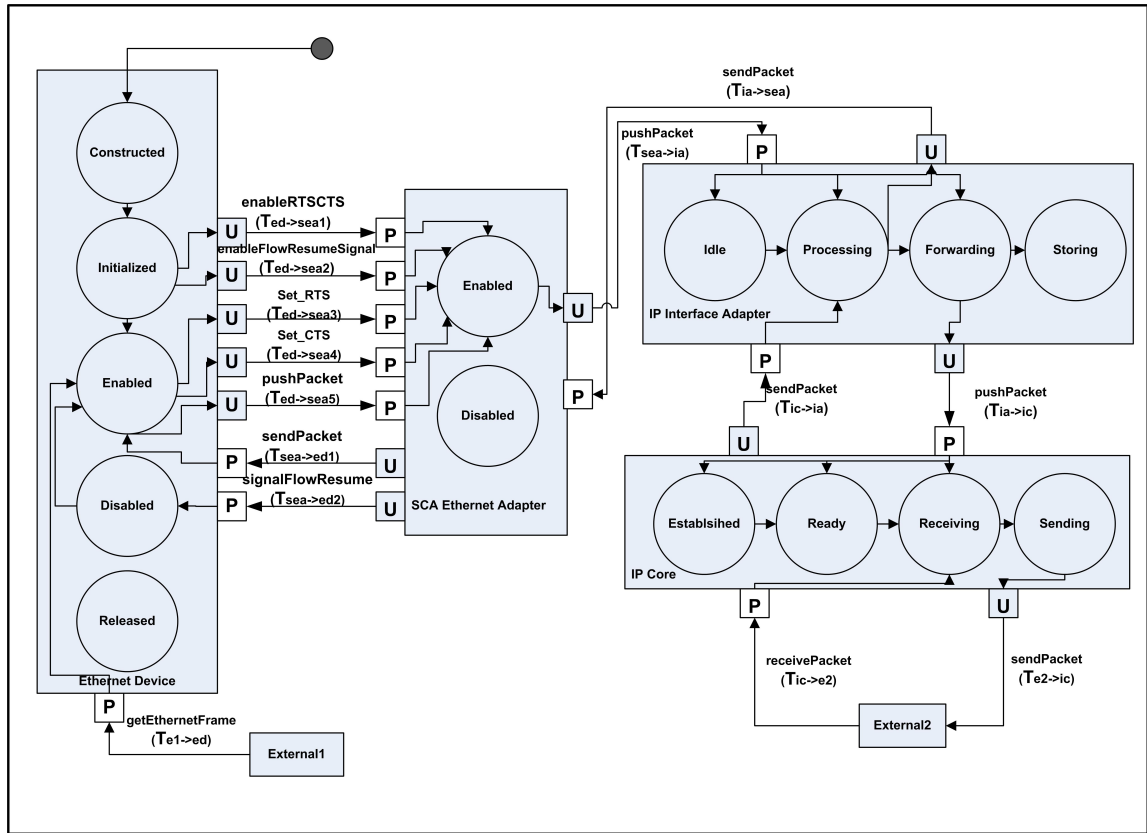 Constructed
Initialized
Enabled
Disabled
Released
Ethernet Device
U
U
U
U
U
P
P
P
enableRTSCTS
(Ted->sea1)
enableFlowResumeSignal
(Ted->sea2)
Set_RTS
(Ted->sea3)
Set_CTS
(Ted->sea4)
pushPacket
(Ted->sea5)
sendPacket
(Tsea->ed1)
signalFlowResume
(Tsea->ed2)
getEthernetFrame
(Te1->ed)
External1
P
P
P
P
P
U
U
Enabled
Disabled
SCA Ethernet Adapter
U
P
sendPacket
(Tia->sea)
pushPacket
(Tsea->ia)
P
U
Idle
Processing
Forwarding
Storing
IP Interface Adapter
P
U
sendPacket
(Tic->ia)
pushPacket
(Tia->ic)
U
P
Establsihed
Ready
Receiving
Sending
IP Core
P
U
receivePacket
(Tic->e2)
sendPacket
(Te2->ic)
External2